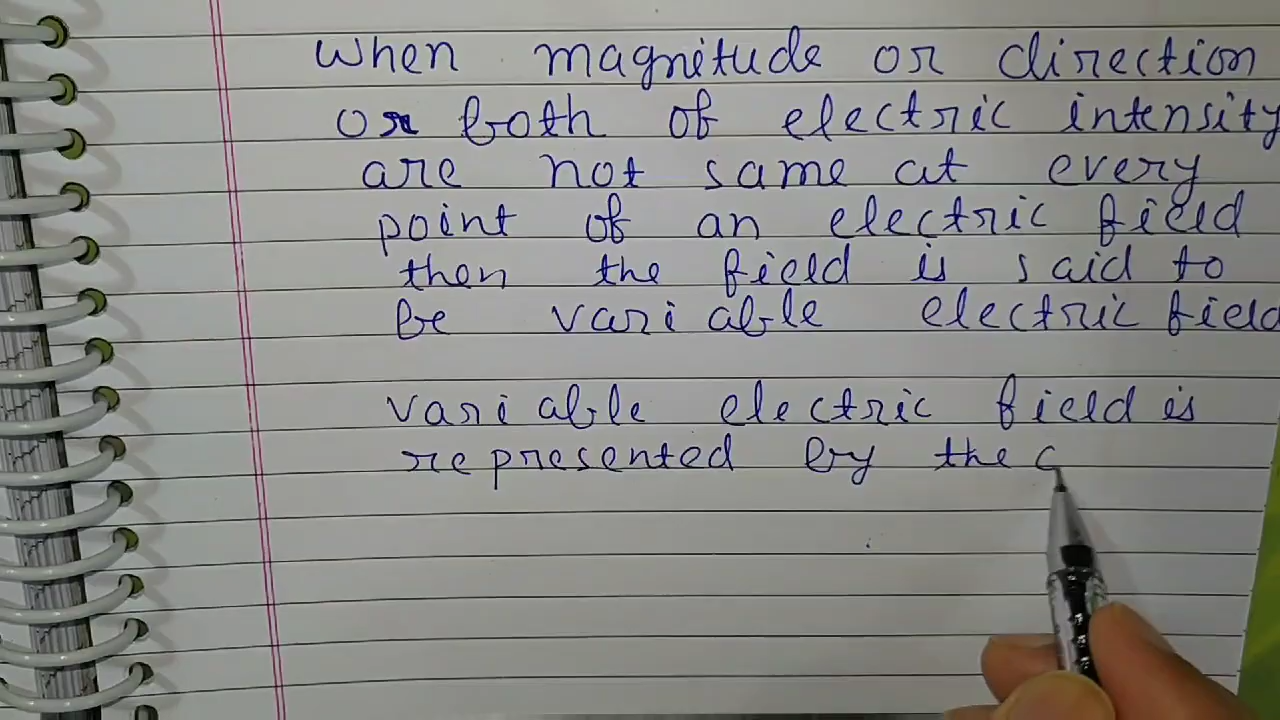 When magnitude or direction
or both of electric intensity
are not same at every
point of an electric field
then the field is said to
be variable electric field
variable electric field is
represented by the c